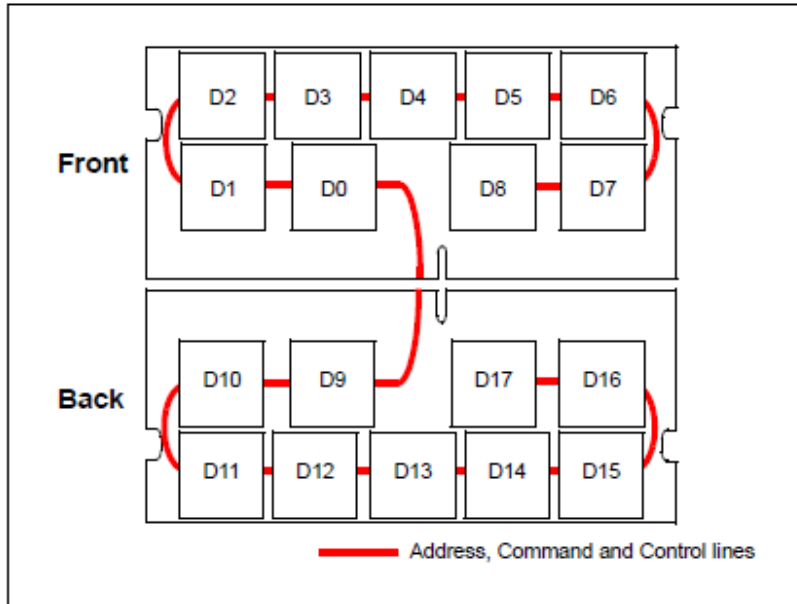 D2 D3 D4 D5 D6
Front
D1 D0 D8 D7
D10 D9 D17 D16
Back
D11 D12 D13 D14 D15
Address, Command and Control lines